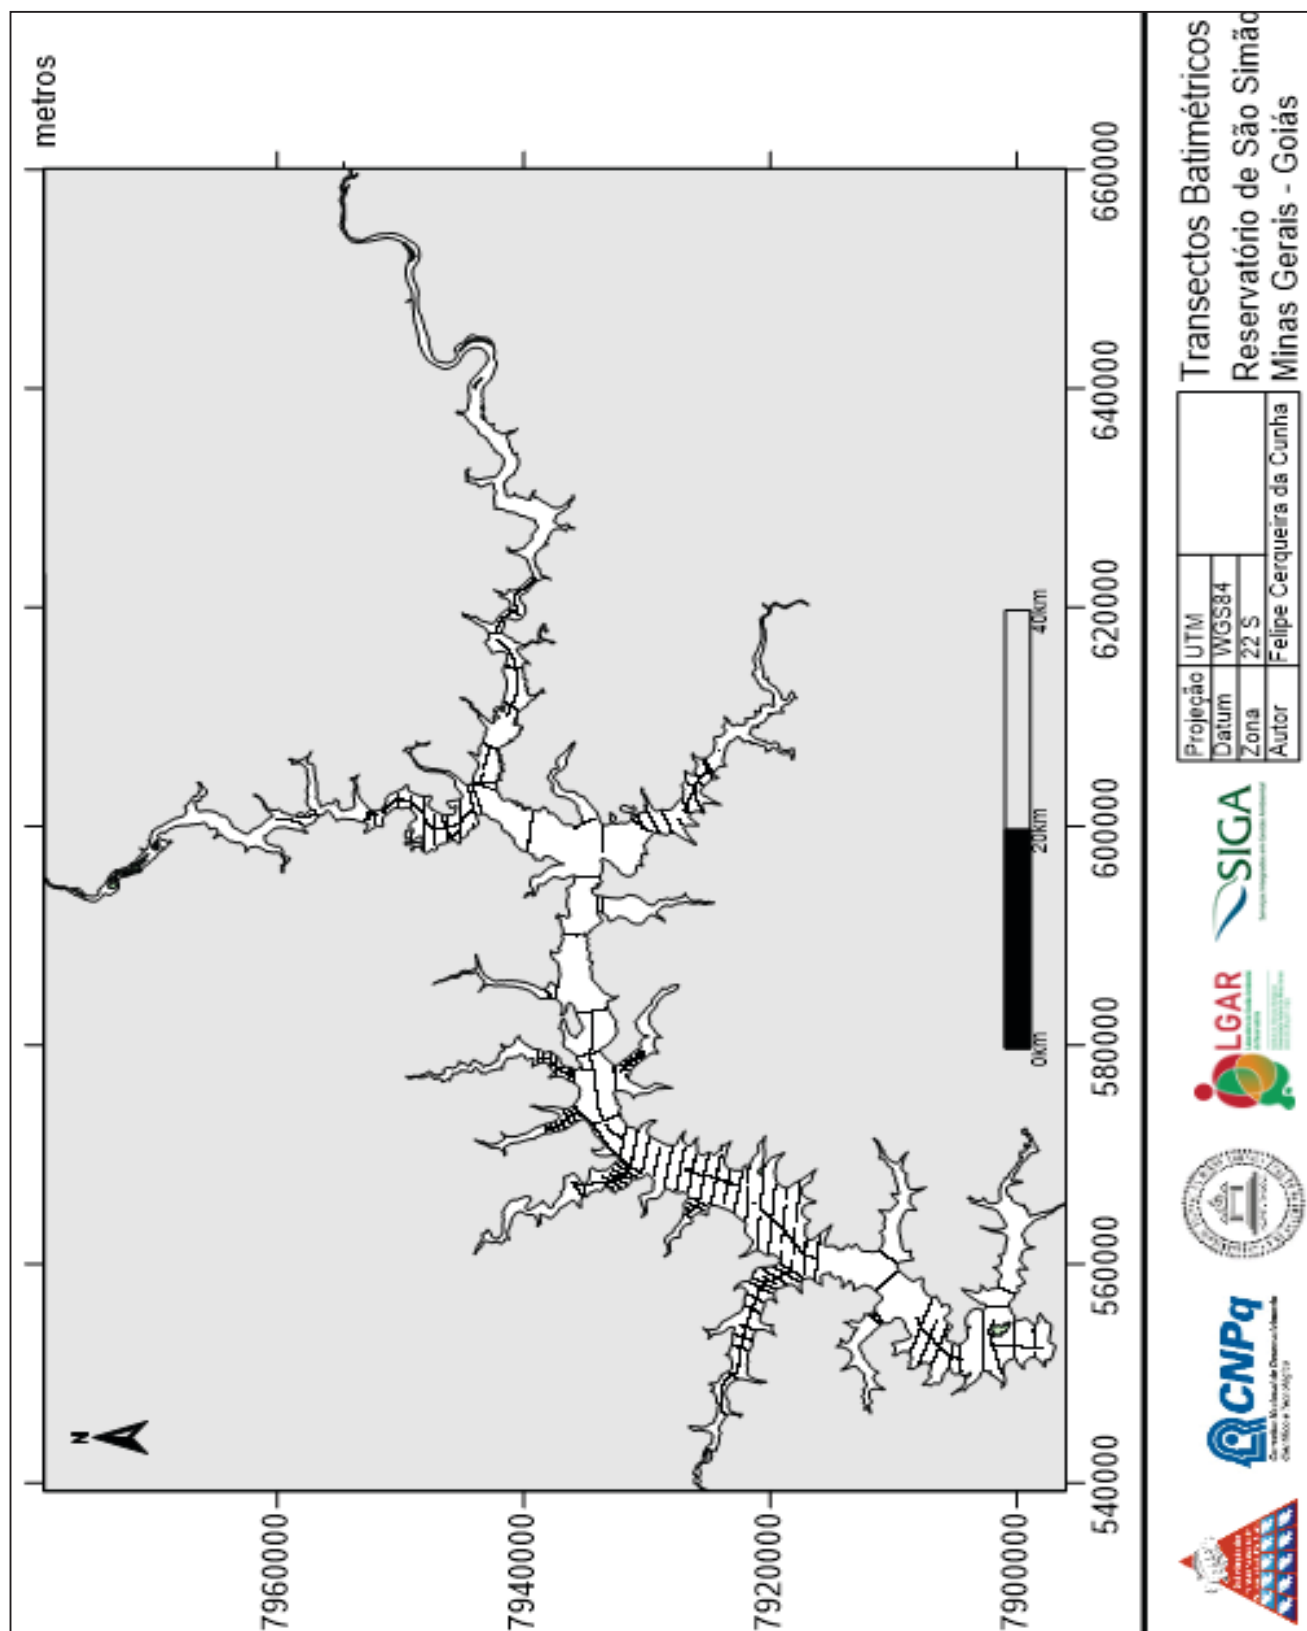 metros
N
7960000
7940000
7920000
7900000
540000
560000
580000
600000
620000
640000
660000
0km
20km
40km
CNPq
LGAR
SIGA
Projeção UTM
Datum WGS84
Zona 22 S
Autor Felipe Cerqueira da Cunha
Transectos Batimétricos
Reservatório de São Simão
Minas Gerais - Goiás